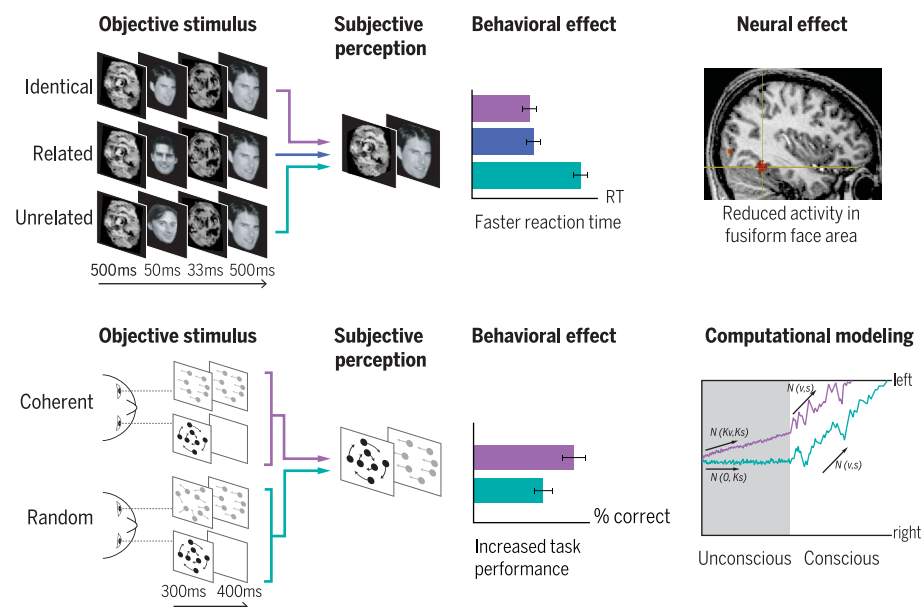 Objective stimulus
Subjective
perception
Behavioral effect
Neural effect
Identical
Related
Unrelated
500ms 50ms 33ms 500ms
RT
Faster reaction time
Reduced activity in
fusiform face area
Objective stimulus
Subjective
perception
Behavioral effect
Computational modeling
Coherent
Random
300ms 400ms
% correct
Increased task
performance
left
N (v,s)
N (Kv,Ks)
N (0, Ks)
N (v,s)
right
Unconscious Conscious